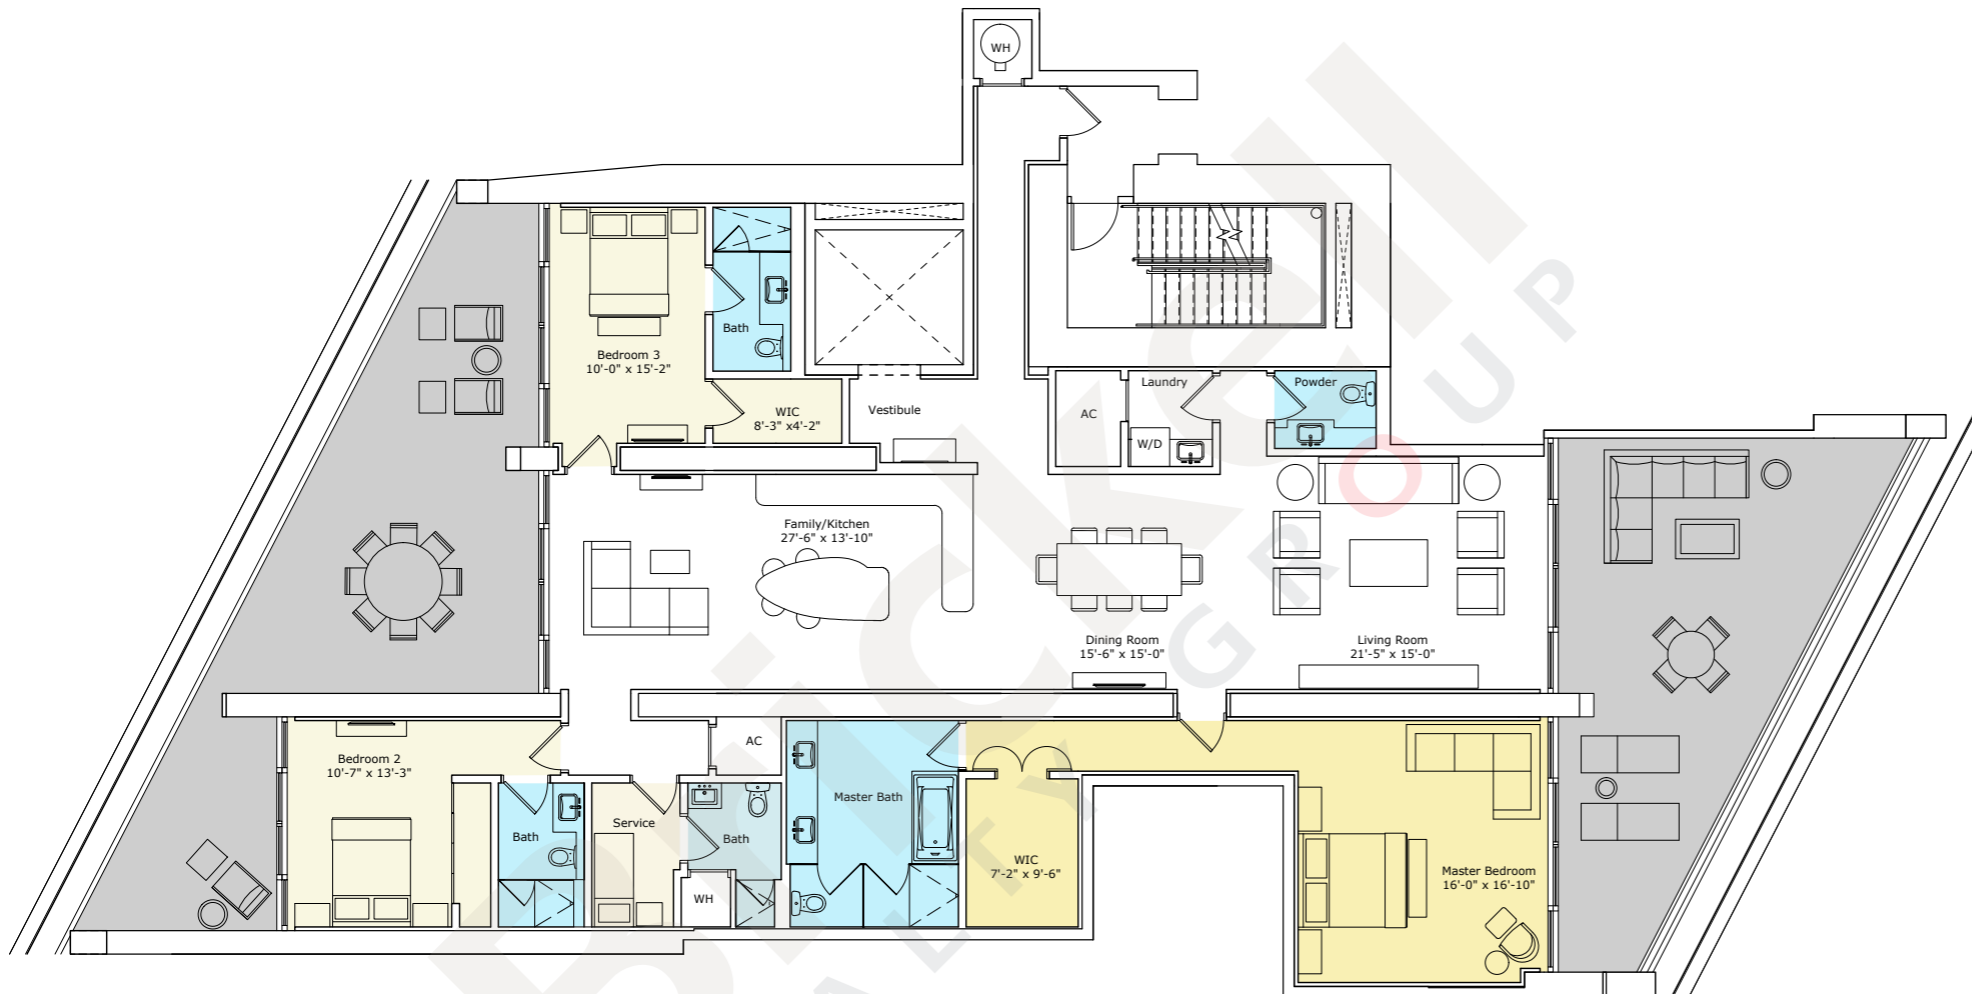 WH
Bath
Bedroom 3
10'-0" x 15'-2"
WIC
8'-3" x4'-2"
Vestibule
AC
Laundry
W/D
Powder
Family/Kitchen
27'-6" x 13'-10"
Dining Room
15'-6" x 15'-0"
Living Room
21'-5" x 15'-0"
Bedroom 2
10'-7" x 13'-3"
AC
Bath
Service
Bath
WH
Master Bath
WIC
7'-2" x 9'-6"
Master Bedroom
16'-0" x 16'-10"
Brickell
REALTY GROUP